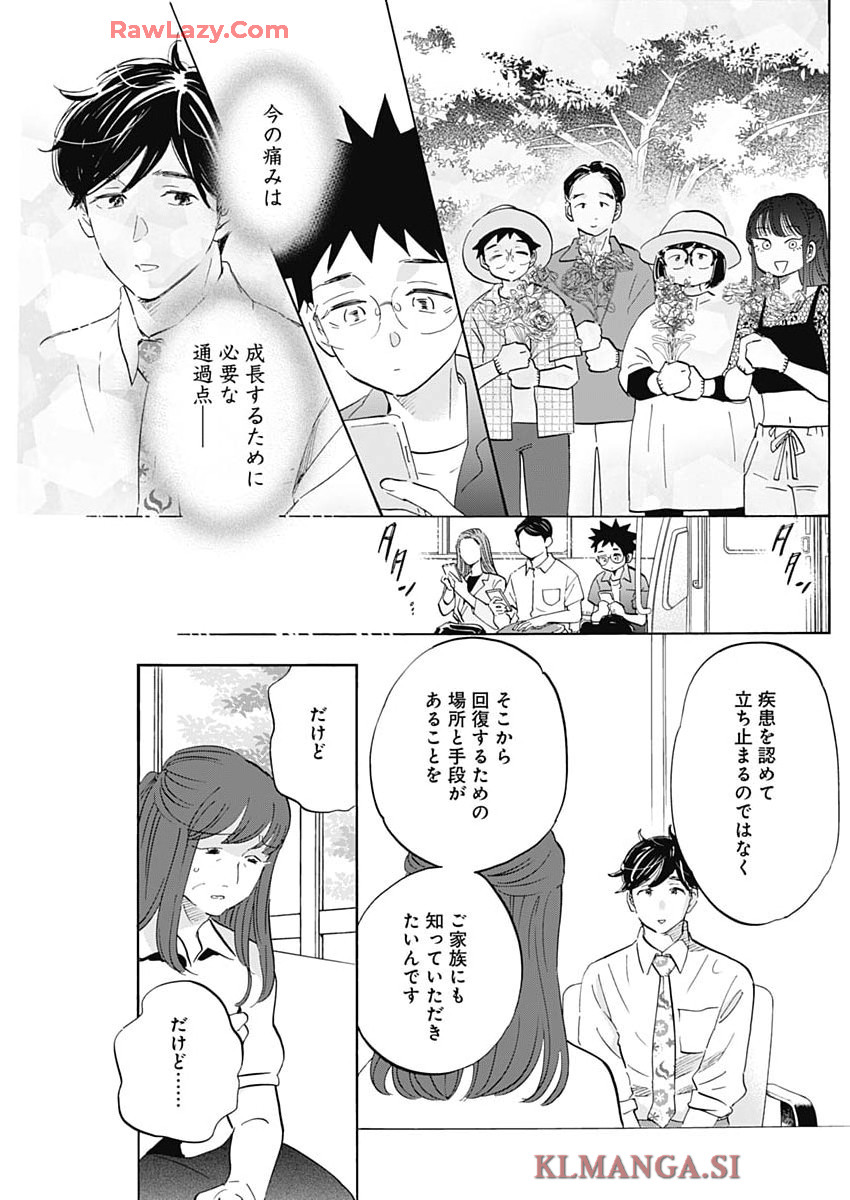 RawLazy.Com
今の痛みは
成長するために
必要な
通過点——
ガタ
ガタ
疾患を認めて
立ち止まるのではなく
そこから
回復するための
場所と手段が
あることを
ご家族にも
知っていただき
たいんです
だけど
だけど……
KLMANGA.SI